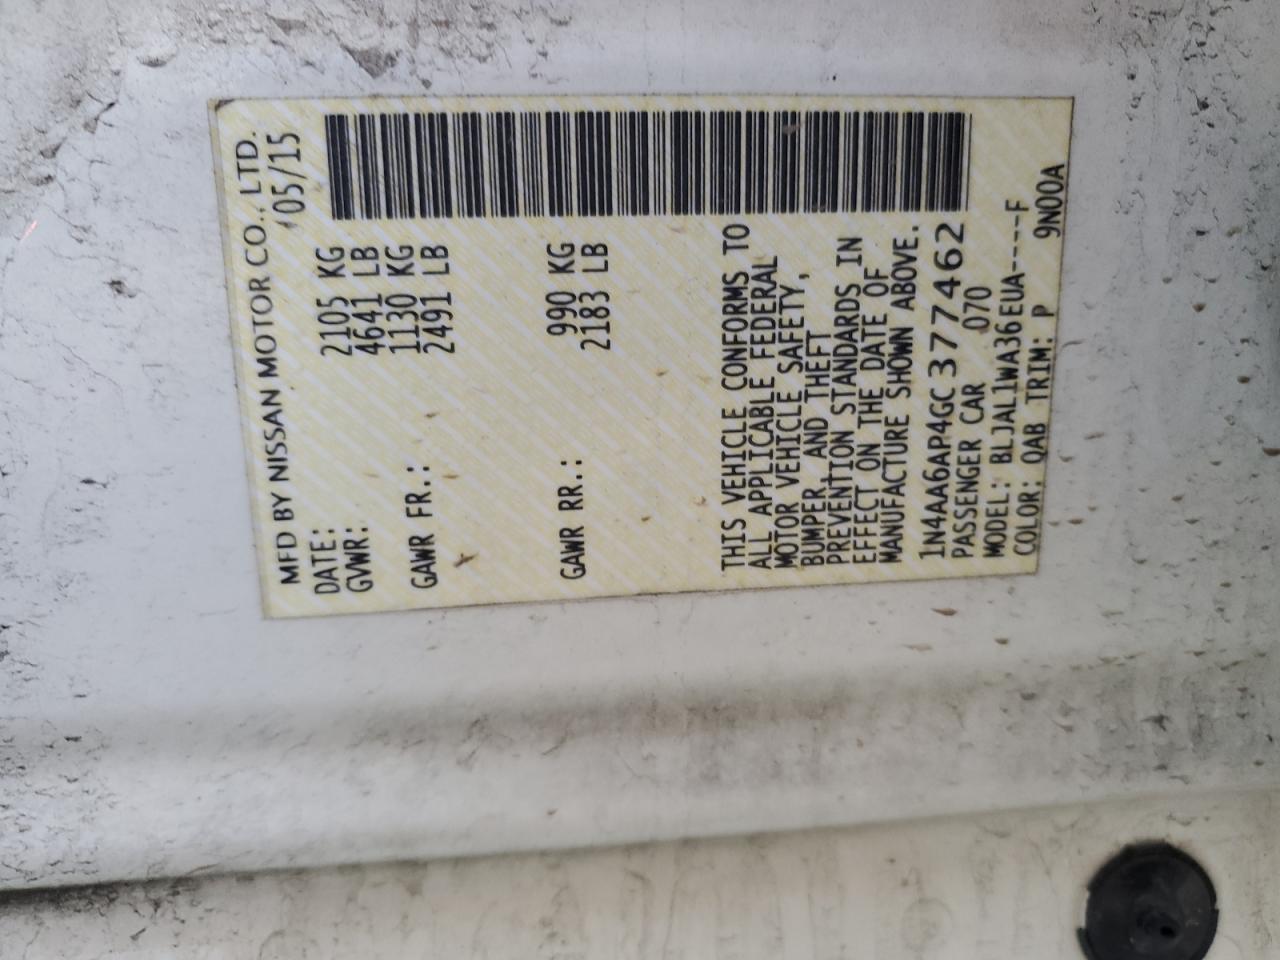 MFD BY NISSAN MOTOR CO., LTD.
DATE: 05/15
GVWR: 2105 KG
4641 LB
GAWR FR.: 1130 KG
2491 LB
GAWR RR.: 990 KG
2183 LB
THIS VEHICLE CONFORMS TO
ALL APPLICABLE FEDERAL
MOTOR VEHICLE SAFETY,
BUMPER, AND THEFT
PREVENTION STANDARDS IN
EFFECT ON THE DATE OF
MANUFACTURE SHOWN ABOVE.
1N4AA6AP4GC377462
PASSENGER CAR 070
MODEL: BLJAL1WA36EUA-----F
COLOR: QAB TRIM: P 9N00A